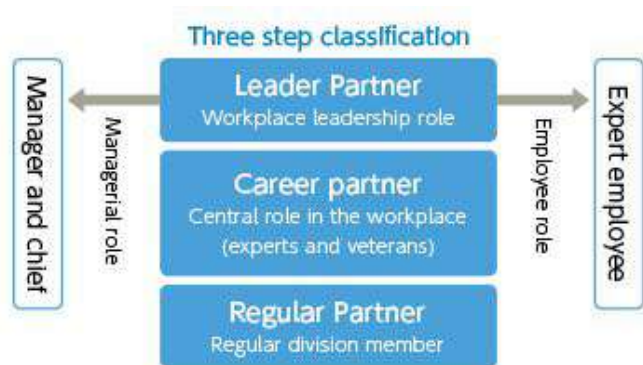 Three step classification
Manager and chief
Managerial role
Leader Partner
Workplace leadership role
Career partner
Central role in the workplace
(experts and veterans)
Regular Partner
Regular division member
Employee role
Expert employee